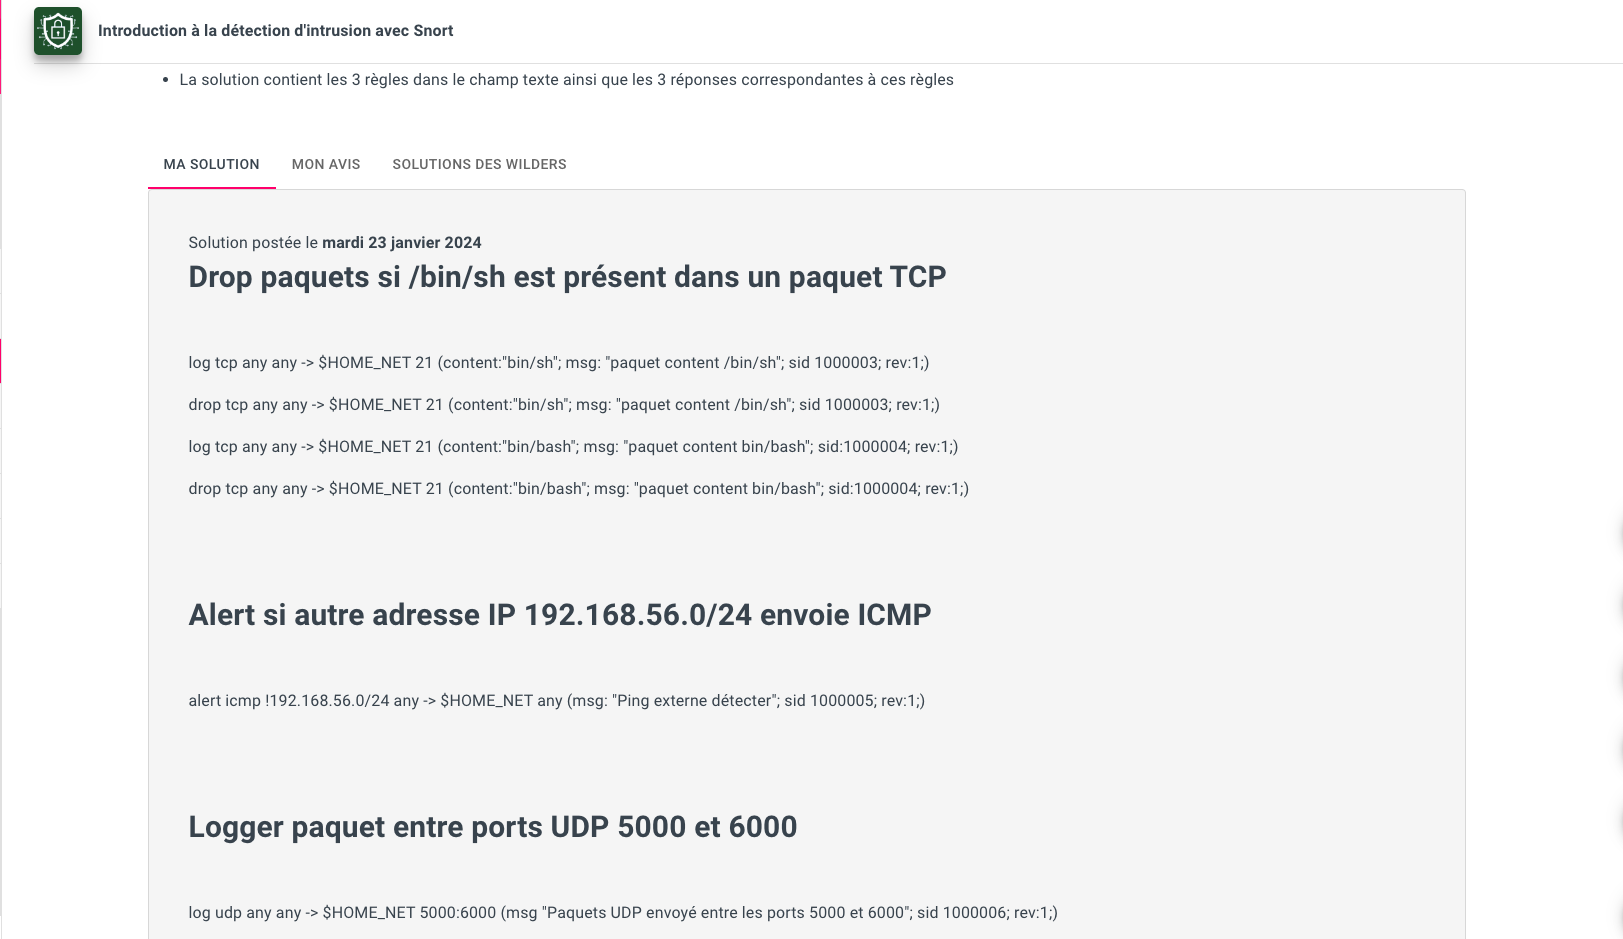 Introduction à la détection d'intrusion avec Snort
• La solution contient les 3 règles dans le champ texte ainsi que les 3 réponses correspondantes à ces règles
MA SOLUTION MON AVIS SOLUTIONS DES WILDERS
Solution postée le mardi 23 janvier 2024
Drop paquets si /bin/sh est présent dans un paquet TCP
log tcp any any -> $HOME_NET 21 (content:"bin/sh"; msg: "paquet content /bin/sh"; sid 1000003; rev:1;)
drop tcp any any -> $HOME_NET 21 (content:"bin/sh"; msg: "paquet content /bin/sh"; sid 1000003; rev:1;)
log tcp any any -> $HOME_NET 21 (content:"bin/bash"; msg: "paquet content bin/bash"; sid:1000004; rev:1;)
drop tcp any any -> $HOME_NET 21 (content:"bin/bash"; msg: "paquet content bin/bash"; sid:1000004; rev:1;)
Alert si autre adresse IP 192.168.56.0/24 envoie ICMP
alert icmp !192.168.56.0/24 any -> $HOME_NET any (msg: "Ping externe détecter"; sid 1000005; rev:1;)
Logger paquet entre ports UDP 5000 et 6000
log udp any any -> $HOME_NET 5000:6000 (msg "Paquets UDP envoyé entre les ports 5000 et 6000"; sid 1000006; rev:1;)